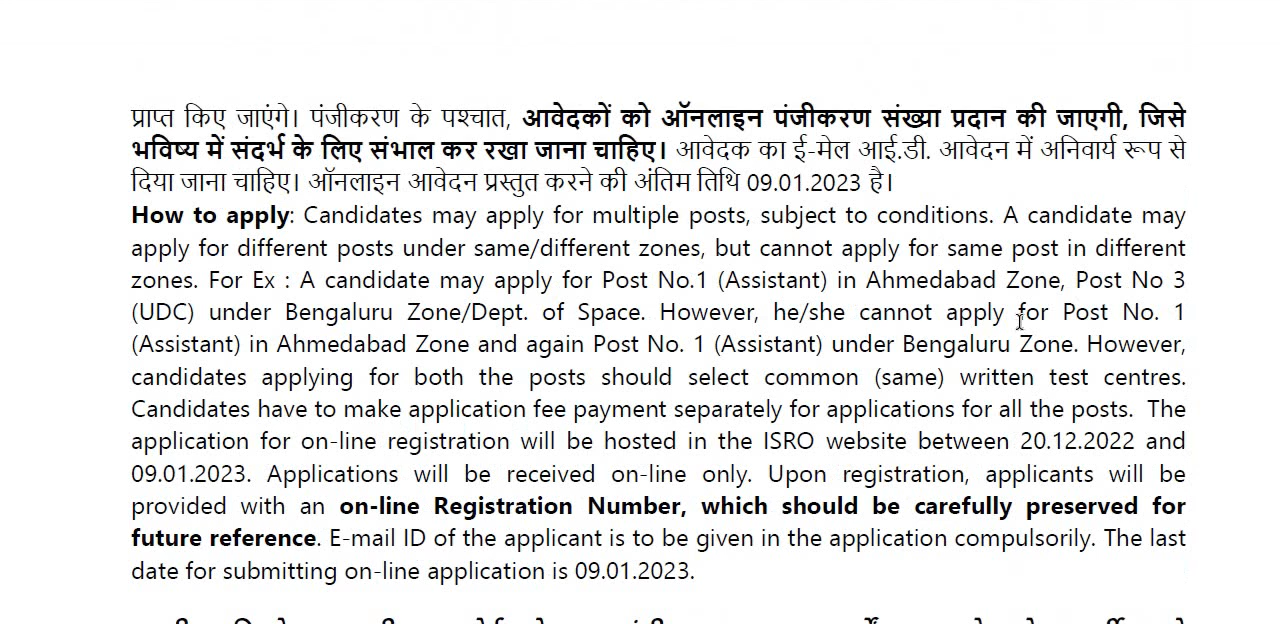 प्राप्त किए जाएंगे। पंजीकरण के पश्चात, आवेदकों को ऑनलाइन पंजीकरण संख्या प्रदान की जाएगी, जिसे
भविष्य में संदर्भ के लिए संभाल कर रखा जाना चाहिए। आवेदक का ई-मेल आई.डी. आवेदन में अनिवार्य रूप से
दिया जाना चाहिए। ऑनलाइन आवेदन प्रस्तुत करने की अंतिम तिथि 09.01.2023 है।
How to apply: Candidates may apply for multiple posts, subject to conditions. A candidate may
apply for different posts under same/different zones, but cannot apply for same post in different
zones. For Ex : A candidate may apply for Post No.1 (Assistant) in Ahmedabad Zone, Post No 3
(UDC) under Bengaluru Zone/Dept. of Space. However, he/she cannot apply for Post No. 1
(Assistant) in Ahmedabad Zone and again Post No. 1 (Assistant) under Bengaluru Zone. However,
candidates applying for both the posts should select common (same) written test centres.
Candidates have to make application fee payment separately for applications for all the posts. The
application for on-line registration will be hosted in the ISRO website between 20.12.2022 and
09.01.2023. Applications will be received on-line only. Upon registration, applicants will be
provided with an on-line Registration Number, which should be carefully preserved for
future reference. E-mail ID of the applicant is to be given in the application compulsorily. The last
date for submitting on-line application is 09.01.2023.